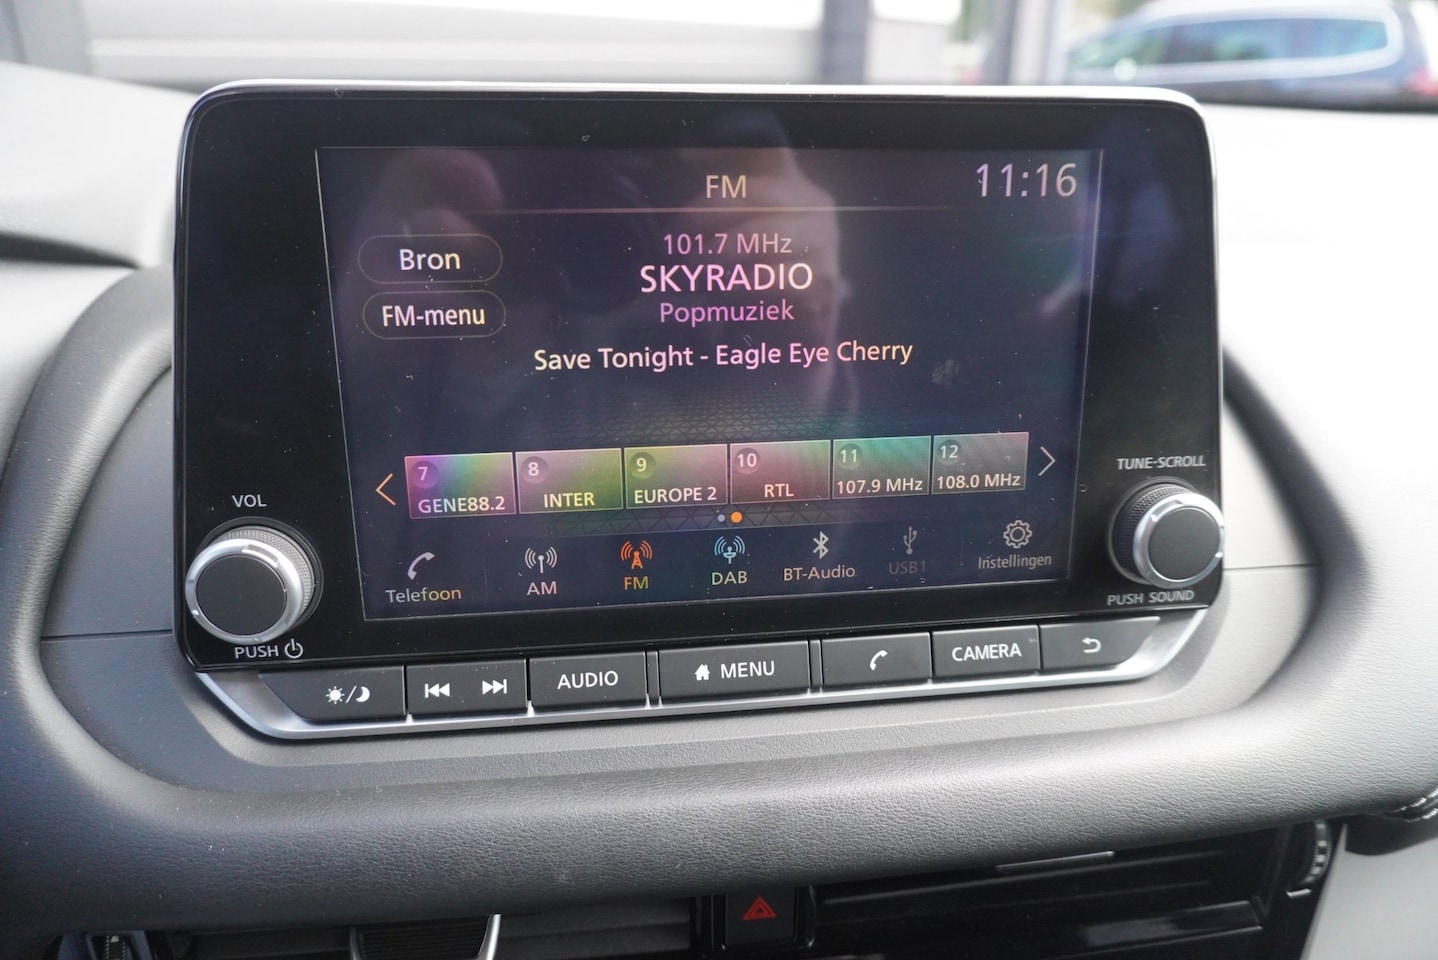 FM
11:16
101.7 MHz
Bron
SKYRADIO
FM-menu
Popmuziek
Save Tonight - Eagle Eye Cherry
7
8
9
10
11
12
GENE88.2
INTER
EUROPE 2
RTL
107.9 MHz
108.0 MHz
Telefoon
AM
FM
DAB
BT-Audio
USB1
Instellingen
VOL
PUSH
TUNE·SCROLL
PUSH SOUND
AUDIO
MENU
CAMERA